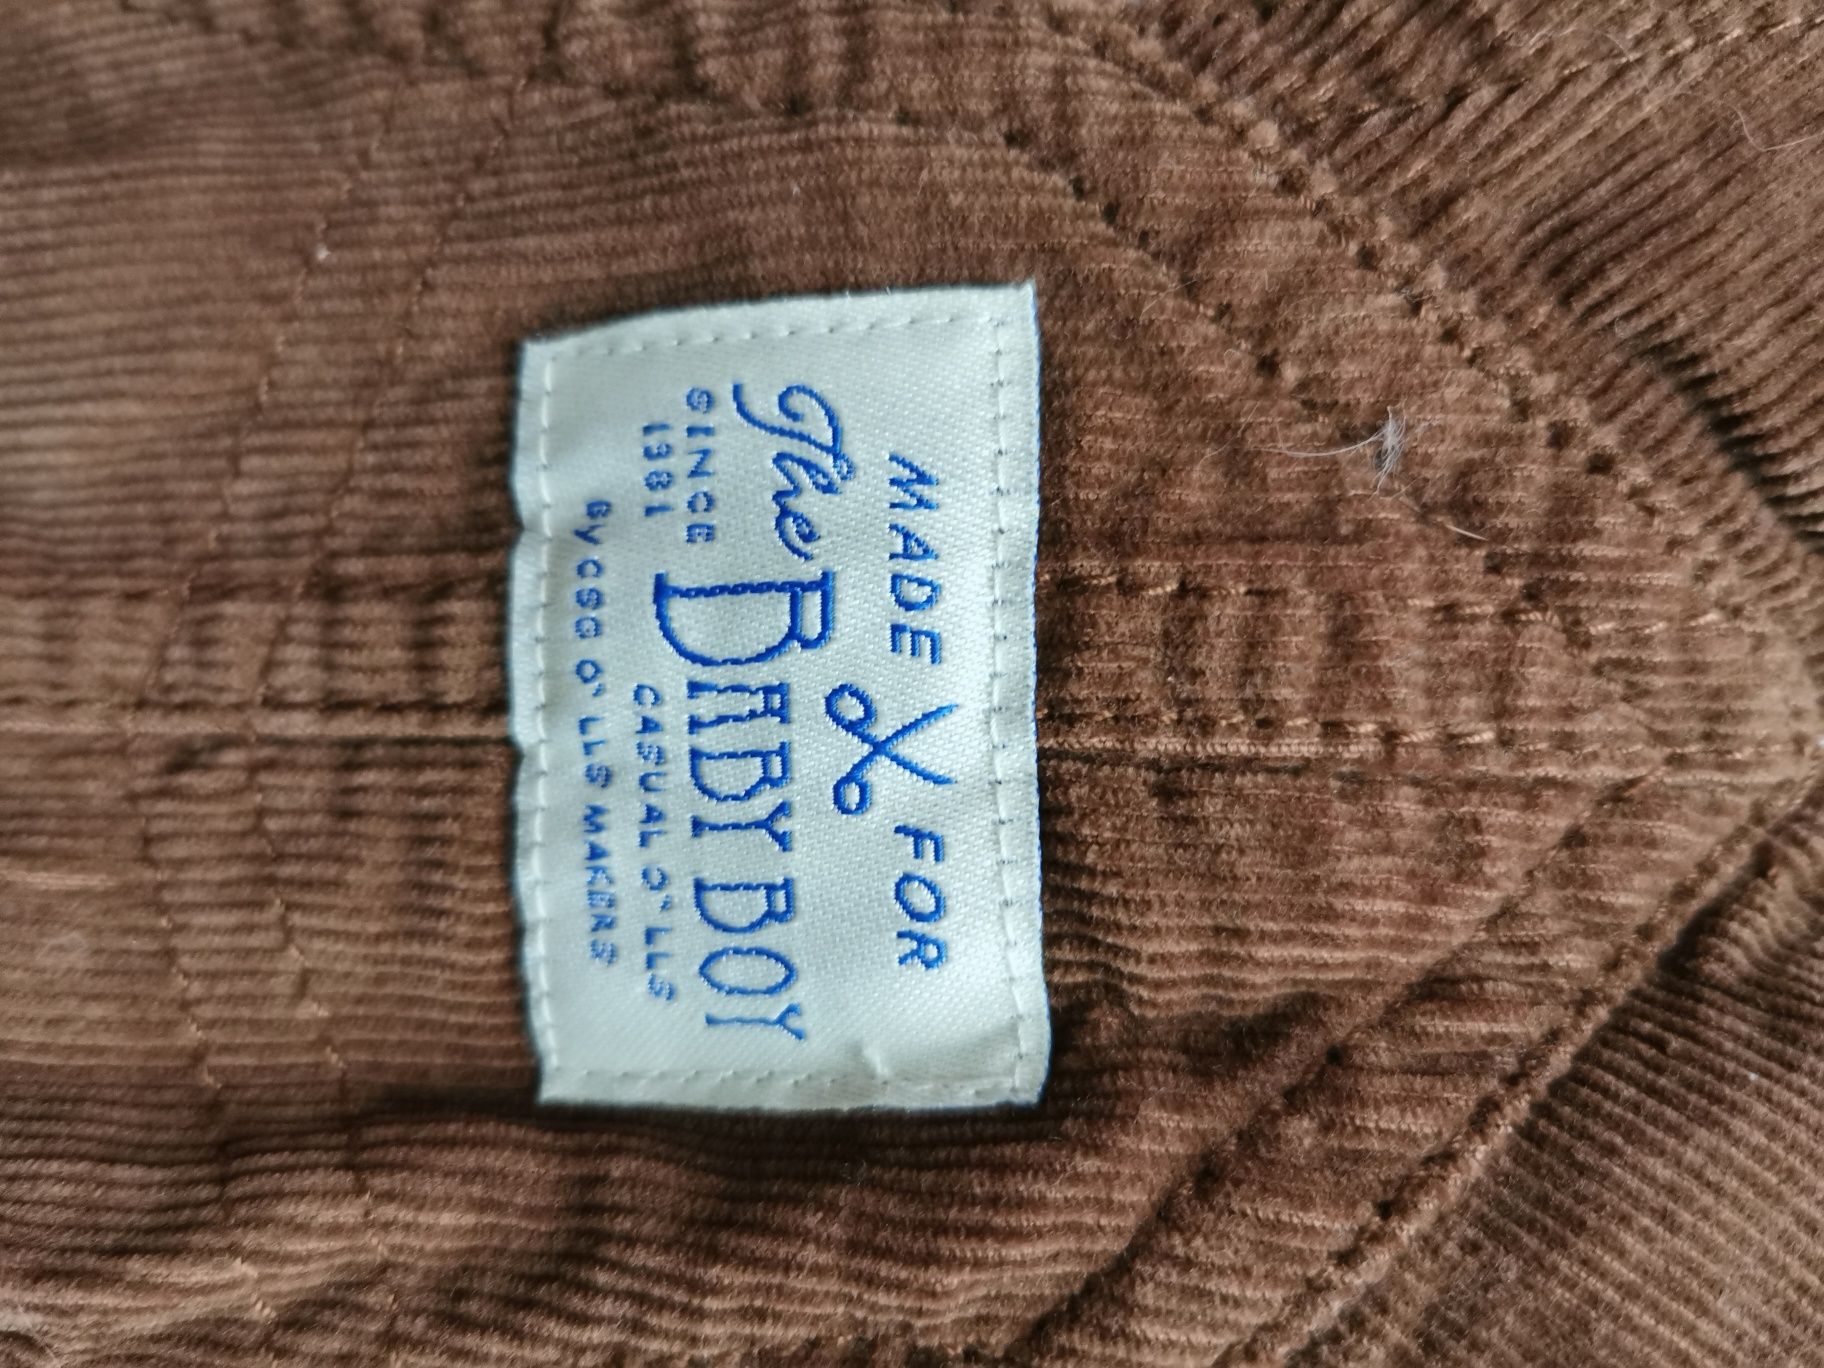 MADE FOR
The BABY BOY
SINCE
1981
CASUAL O'LLS
By CSG O'LLS MAKERS